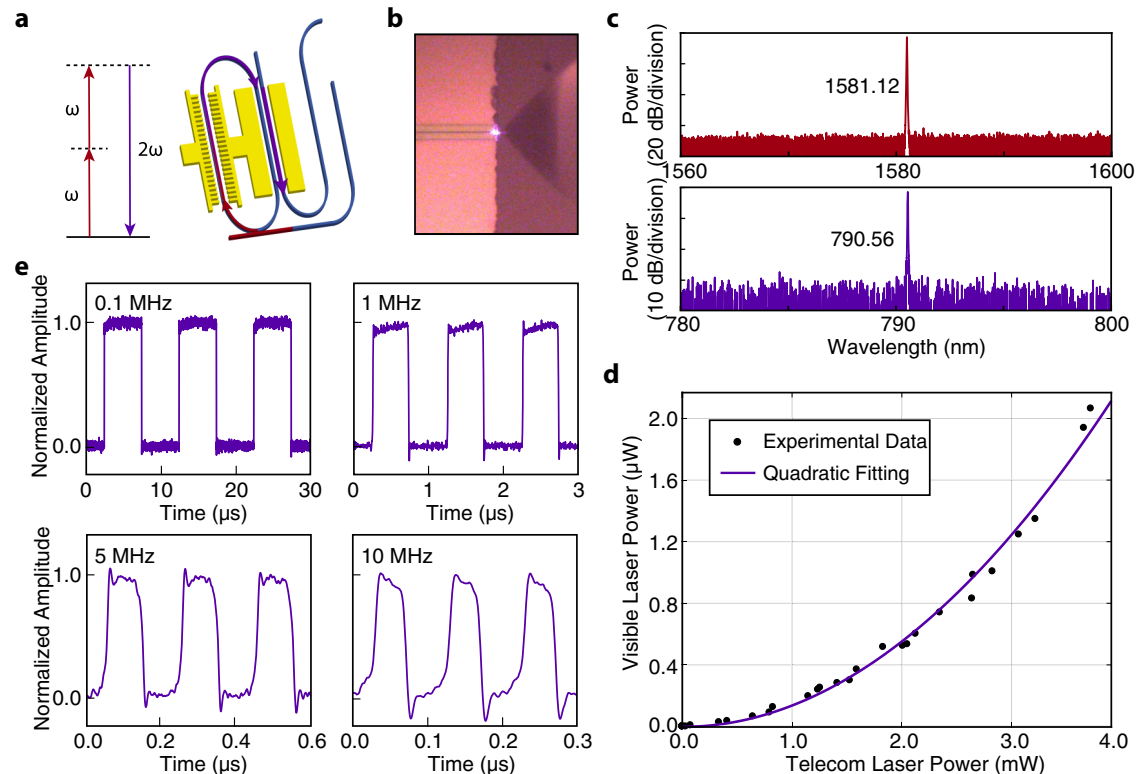 a
ω
ω
2ω
b
c
Power
(20 dB/division)
1581.12
1560
1580
1600
Power
(10 dB/division)
790.56
780
790
800
Wavelength (nm)
e
Normalized Amplitude
0.1 MHz
1.0
0.0
0
10
20
30
Time (µs)
1 MHz
0
1
2
3
Time (µs)
Normalized Amplitude
5 MHz
1.0
0.0
0.0
0.2
0.4
0.6
Time (µs)
10 MHz
0.0
0.1
0.2
0.3
Time (µs)
d
Visible Laser Power (µW)
2.0
1.6
1.2
0.8
0.4
0.0
Experimental Data
Quadratic Fitting
0.0
1.0
2.0
3.0
4.0
Telecom Laser Power (mW)